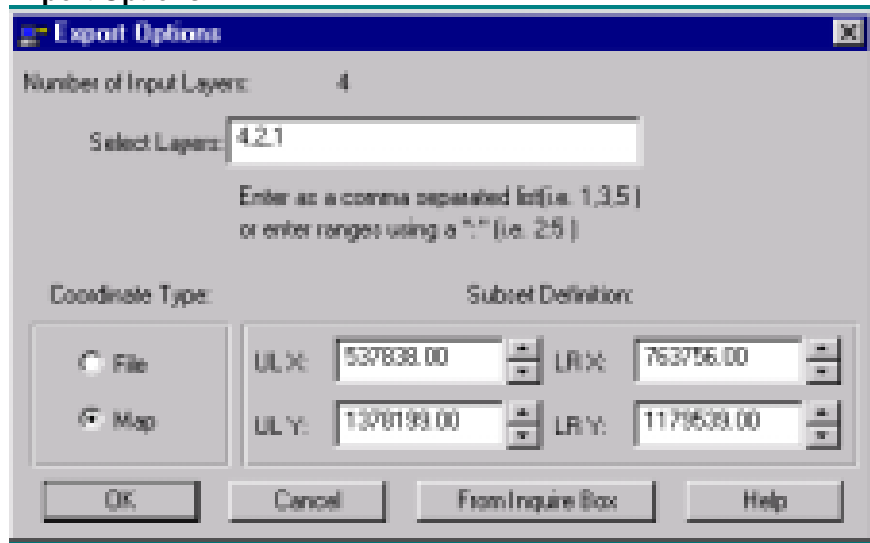 Export Options
Number of Input Layers: 4
Select Layers: 4,2,1
Enter as a comma separated list(i.e. 1,3,5 )
or enter ranges using a ":" (i.e. 2:5 )
Coordinate Type: Subset Definition:
File UL X: 537838.00 LR X: 763756.00
Map UL Y: 1378199.00 LR Y: 1179539.00
OK Cancel From Inquire Box Help